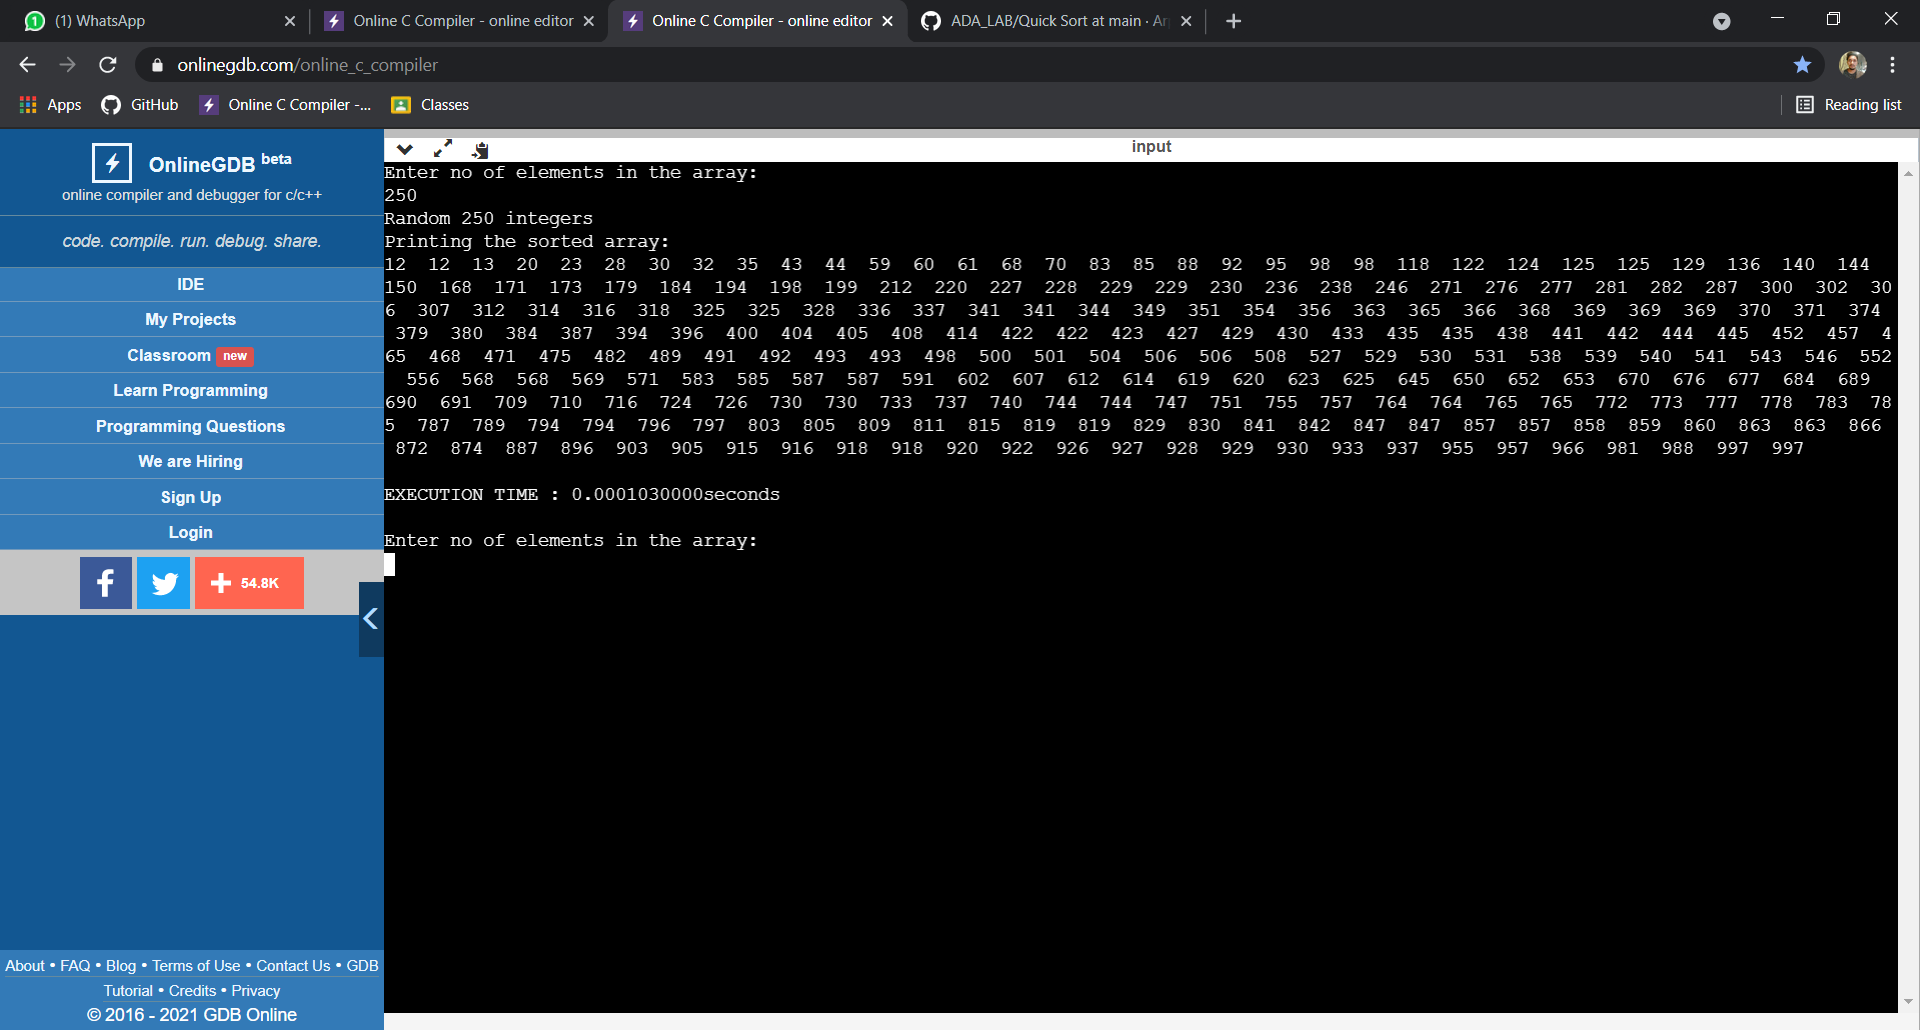 (1) WhatsApp
Online C Compiler - online editor
Online C Compiler - online editor
ADA_LAB/Quick Sort at main · Ar
onlinegdb.com/online_c_compiler
Apps GitHub Online C Compiler -... Classes Reading list
OnlineGDB beta
online compiler and debugger for c/c++
code. compile. run. debug. share.
IDE
My Projects
Classroom new
Learn Programming
Programming Questions
We are Hiring
Sign Up
Login
54.8K
About • FAQ • Blog • Terms of Use • Contact Us • GDB
Tutorial • Credits • Privacy
© 2016 - 2021 GDB Online
input
Enter no of elements in the array:
250
Random 250 integers
Printing the sorted array:
12 12 13 20 23 28 30 32 35 43 44 59 60 61 68 70 83 85 88 92 95 98 98 118 122 124 125 125 129 136 140 144
150 168 171 173 179 184 194 198 199 212 220 227 228 229 229 230 236 238 246 271 276 277 281 282 287 300 302 30
6 307 312 314 316 318 325 325 328 336 337 341 341 344 349 351 354 356 363 365 366 368 369 369 369 370 371 374
379 380 384 387 394 396 400 404 405 408 414 422 422 423 427 429 430 433 435 435 438 441 442 444 445 452 457 4
65 468 471 475 482 489 491 492 493 493 498 500 501 504 506 506 508 527 529 530 531 538 539 540 541 543 546 552
556 568 568 569 571 583 585 587 587 591 602 607 612 614 619 620 623 625 645 650 652 653 670 676 677 684 689
690 691 709 710 716 724 726 730 730 733 737 740 744 744 747 751 755 757 764 764 765 765 772 773 777 778 783 78
5 787 789 794 794 796 797 803 805 809 811 815 819 819 829 830 841 842 847 847 857 857 858 859 860 863 863 866
872 874 887 896 903 905 915 916 918 918 920 922 926 927 928 929 930 933 937 955 957 966 981 988 997 997
EXECUTION TIME : 0.0001030000seconds
Enter no of elements in the array: